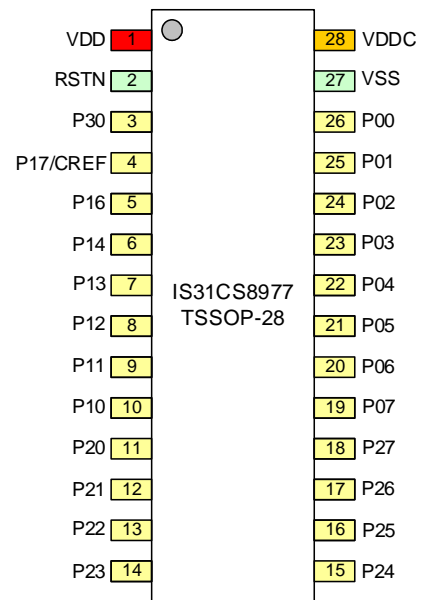 VDD 1 28 VDDC
RSTN 2 27 VSS
P30 3 26 P00
P17/CREF 4 25 P01
P16 5 24 P02
P14 6 23 P03
P13 7 22 P04
IS31CS8977
TSSOP-28
P12 8 21 P05
P11 9 20 P06
P10 10 19 P07
P20 11 18 P27
P21 12 17 P26
P22 13 16 P25
P23 14 15 P24